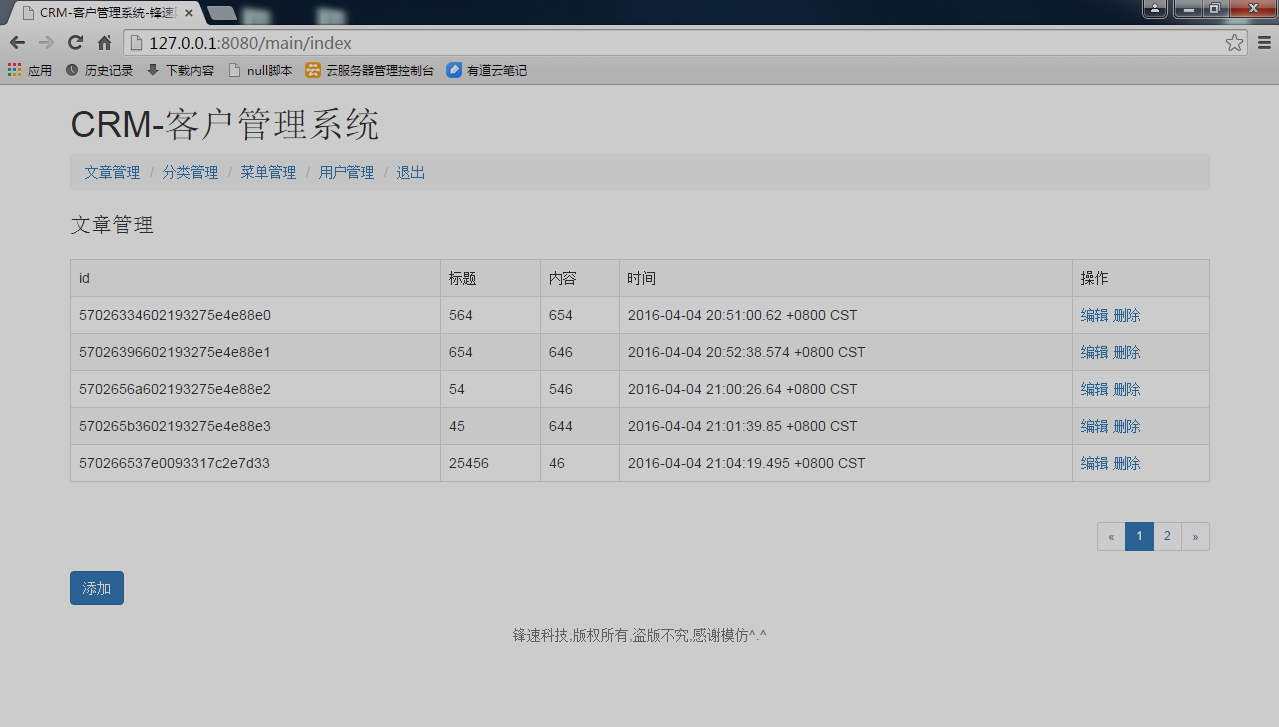 CRM-客户管理系统-锋速
127.0.0.1:8080/main/index
应用 历史记录 下载内容 null脚本 云服务器管理控制台 有道云笔记
CRM-客户管理系统
文章管理 / 分类管理 / 菜单管理 / 用户管理 / 退出
文章管理
id 标题 内容 时间 操作
57026334602193275e4e88e0 564 654 2016-04-04 20:51:00.62 +0800 CST 编辑 删除
57026396602193275e4e88e1 654 646 2016-04-04 20:52:38.574 +0800 CST 编辑 删除
5702656a602193275e4e88e2 54 546 2016-04-04 21:00:26.64 +0800 CST 编辑 删除
570265b3602193275e4e88e3 45 644 2016-04-04 21:01:39.85 +0800 CST 编辑 删除
570266537e0093317c2e7d33 25456 46 2016-04-04 21:04:19.495 +0800 CST 编辑 删除
« 1 2 »
添加
锋速科技,版权所有,盗版不究,感谢模仿^.^